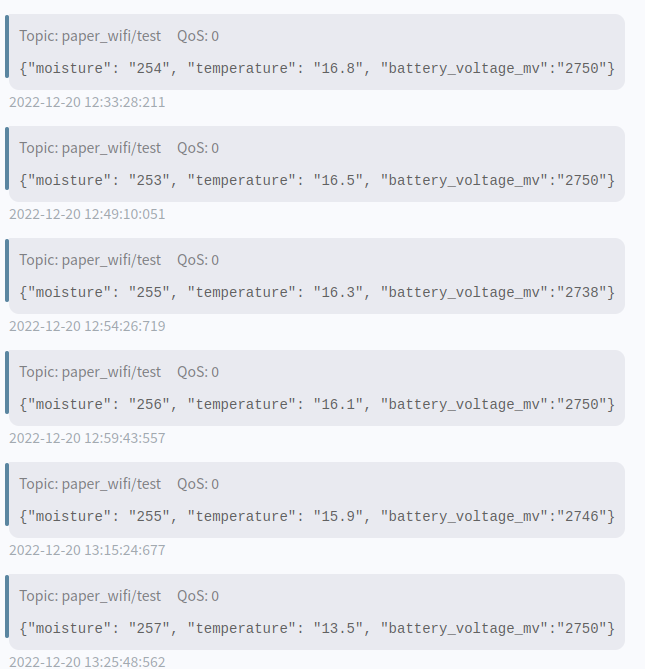 Topic: paper_wifi/test QoS: 0
{"moisture": "254", "temperature": "16.8", "battery_voltage_mv":"2750"}
2022-12-20 12:33:28:211
Topic: paper_wifi/test QoS: 0
{"moisture": "253", "temperature": "16.5", "battery_voltage_mv":"2750"}
2022-12-20 12:49:10:051
Topic: paper_wifi/test QoS: 0
{"moisture": "255", "temperature": "16.3", "battery_voltage_mv":"2738"}
2022-12-20 12:54:26:719
Topic: paper_wifi/test QoS: 0
{"moisture": "256", "temperature": "16.1", "battery_voltage_mv":"2750"}
2022-12-20 12:59:43:557
Topic: paper_wifi/test QoS: 0
{"moisture": "255", "temperature": "15.9", "battery_voltage_mv":"2746"}
2022-12-20 13:15:24:677
Topic: paper_wifi/test QoS: 0
{"moisture": "257", "temperature": "13.5", "battery_voltage_mv":"2750"}
2022-12-20 13:25:48:562